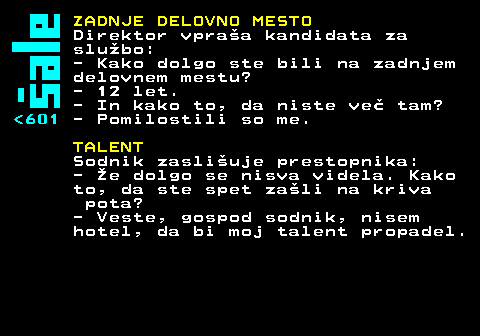 šale
<601
ZADNJE DELOVNO MESTO
Direktor vpraša kandidata za
službo:
- Kako dolgo ste bili na zadnjem
delovnem mestu?
- 12 let.
- In kako to, da niste več tam?
- Pomilostili so me.
TALENT
Sodnik zaslišuje prestopnika:
- Že dolgo se nisva videla. Kako
to, da ste spet zašli na kriva
pota?
- Veste, gospod sodnik, nisem
hotel, da bi moj talent propadel.